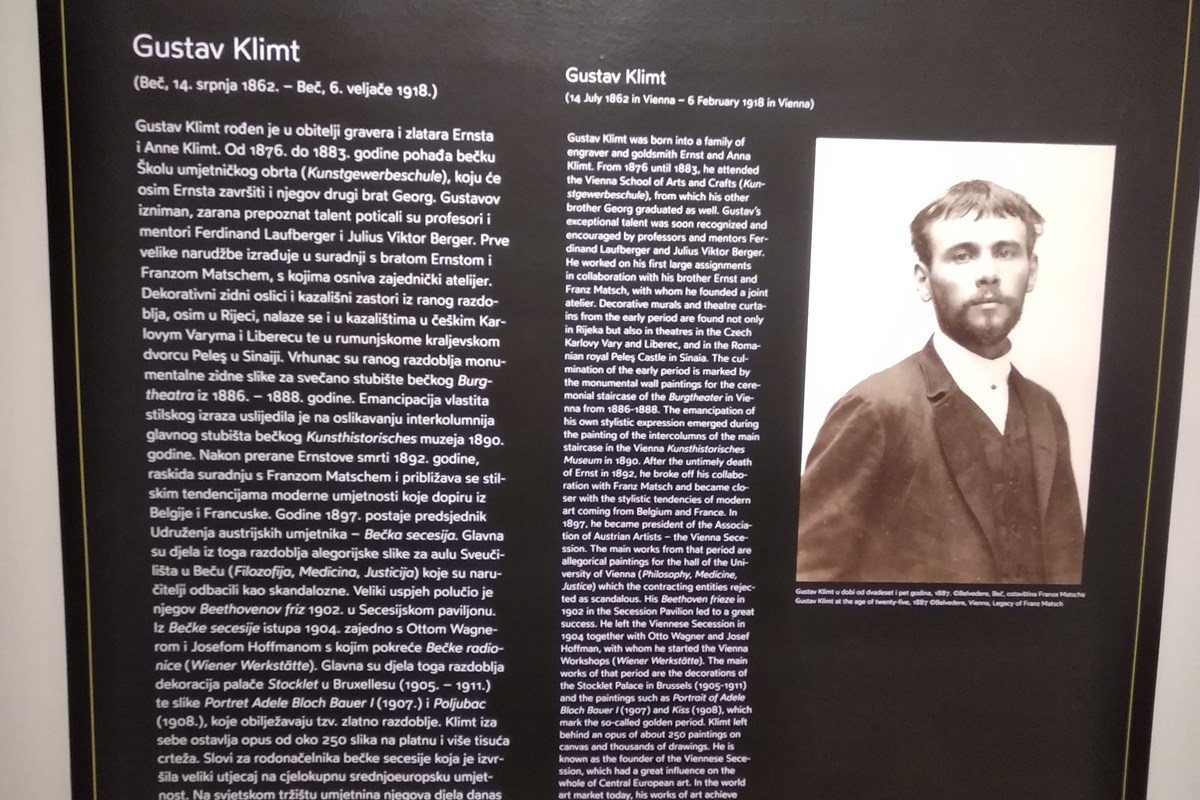 Gustav Klimt
(Beč, 14. srpnja 1862. – Beč, 6. veljače 1918.)
Gustav Klimt rođen je u obitelji gravera i zlatara Ernsta
i Anne Klimt. Od 1876. do 1883. godine pohađa bečku
Školu umjetničkog obrta (Kunstgewerbeschule), koju će
osim Ernsta završiti i njegov drugi brat Georg. Gustavov
izniman, zarana prepoznat talent poticali su profesori i
mentori Ferdinand Laufberger i Julius Viktor Berger. Prve
velike narudžbe izrađuje u suradnji s bratom Ernstom i
Franzom Matschem, s kojima osniva zajednički atelijer.
Dekorativni zidni oslici i kazališni zastori iz ranog razdo-
blja, osim u Rijeci, nalaze se i u kazalištima u češkim Kar-
lovym Varyma i Liberecu te u rumunjskome kraljevskom
dvorcu Peleş u Sinaiji. Vrhunac su ranog razdoblja monu-
mentalne zidne slike za svečano stubište bečkog Burg-
theatra iz 1886. – 1888. godine. Emancipacija vlastita
stilskog izraza uslijedila je na oslikavanju interkolumnija
glavnog stubišta bečkog Kunsthistorisches muzeja 1890.
godine. Nakon prerane Ernstove smrti 1892. godine,
raskida suradnju s Franzom Matschem i približava se stil-
skim tendencijama moderne umjetnosti koje dopiru iz
Belgije i Francuske. Godine 1897. postaje predsjednik
Udruženja austrijskih umjetnika – Bečka secesija. Glavna
su djela iz toga razdoblja alegorijske slike za aulu Sveuči-
lišta u Beču (Filozofija, Medicina, Justicija) koje su naru-
čitelji odbacili kao skandalozne. Veliki uspjeh polučio je
njegov Beethovenov friz 1902. u Secesijskom paviljonu.
Iz Bečke secesije istupa 1904. zajedno s Ottom Wagne-
rom i Josefom Hoffmanom s kojim pokreće Bečke radio-
nice (Wiener Werkstätte). Glavna su djela toga razdoblja
dekoracija palače Stocklet u Bruxellesu (1905. – 1911.)
te slike Portret Adele Bloch Bauer I (1907.) i Poljubac
(1908.), koje obilježavaju tzv. zlatno razdoblje. Klimt iza
sebe ostavlja opus od oko 250 slika na platnu i više tisuća
crteža. Slovi za rodonačelnika bečke secesije koja je izvr-
šila veliki utjecaj na cjelokupnu srednjoeuropsku umjet-
nost. Na svjetskom tržištu umjetnina njegova djela danas
Gustav Klimt
(14 July 1862 in Vienna – 6 February 1918 in Vienna)
Gustav Klimt was born into a family of
engraver and goldsmith Ernst and Anna
Klimt. From 1876 until 1883, he attended
the Vienna School of Arts and Crafts (Kun-
stgewerbeschule), from which his other
brother Georg graduated as well. Gustav's
exceptional talent was soon recognized and
encouraged by professors and mentors Fer-
dinand Laufberger and Julius Viktor Berger.
He worked on his first large assignments
in collaboration with his brother Ernst and
Franz Matsch, with whom he founded a joint
atelier. Decorative murals and theatre curta-
ins from the early period are found not only
in Rijeka but also in theatres in the Czech
Karlovy Vary and Liberec, and in the Roma-
nian royal Peleş Castle in Sinaia. The cul-
mination of the early period is marked by
the monumental wall paintings for the cere-
monial staircase of the Burgtheater in Vie-
nna from 1886-1888. The emancipation of
his own stylistic expression emerged during
the painting of the intercolumns of the main
staircase in the Vienna Kunsthistorisches
Museum in 1890. After the untimely death
of Ernst in 1892, he broke off his collabo-
ration with Franz Matsch and became clo-
ser with the stylistic tendencies of modern
art coming from Belgium and France. In
1897, he became president of the Associa-
tion of Austrian Artists – the Vienna Sece-
ssion. The main works from that period are
allegorical paintings for the hall of the Uni-
versity of Vienna (Philosophy, Medicine,
Justice) which the contracting entities rejec-
ted as scandalous. His Beethoven frieze in
1902 in the Secession Pavilion led to a great
success. He left the Viennese Secession in
1904 together with Otto Wagner and Josef
Hoffman, with whom he started the Vienna
Workshops (Wiener Werkstätte). The main
works of that period are the decorations of
the Stocklet Palace in Brussels (1905-1911)
and the paintings such as Portrait of Adele
Bloch Bauer I (1907) and Kiss (1908), which
mark the so-called golden period. Klimt left
behind an opus of about 250 paintings on
canvas and thousands of drawings. He is
known as the founder of the Viennese Sece-
ssion, which had a great influence on the
whole of Central European art. In the world
art market today, his works of art achieve
Gustav Klimt u dobi od dvadeset i pet godina, 1887. ©Belvedere, Beč, ostavština Franza Matscha
Gustav Klimt at the age of twenty-five, 1887 ©Belvedere, Vienna, Legacy of Franz Matsch